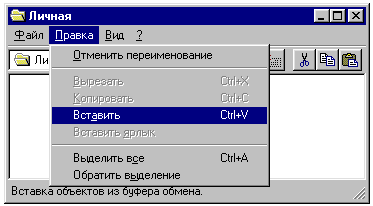 Личная
Файл Правка Вид ?
Ли
Отменить переименование
Вырезать Ctrl+X
Копировать Ctrl+C
Вставить Ctrl+V
Вставить ярлык
Выделить все Ctrl+A
Обратить выделение
Вставка объектов из буфера обмена.